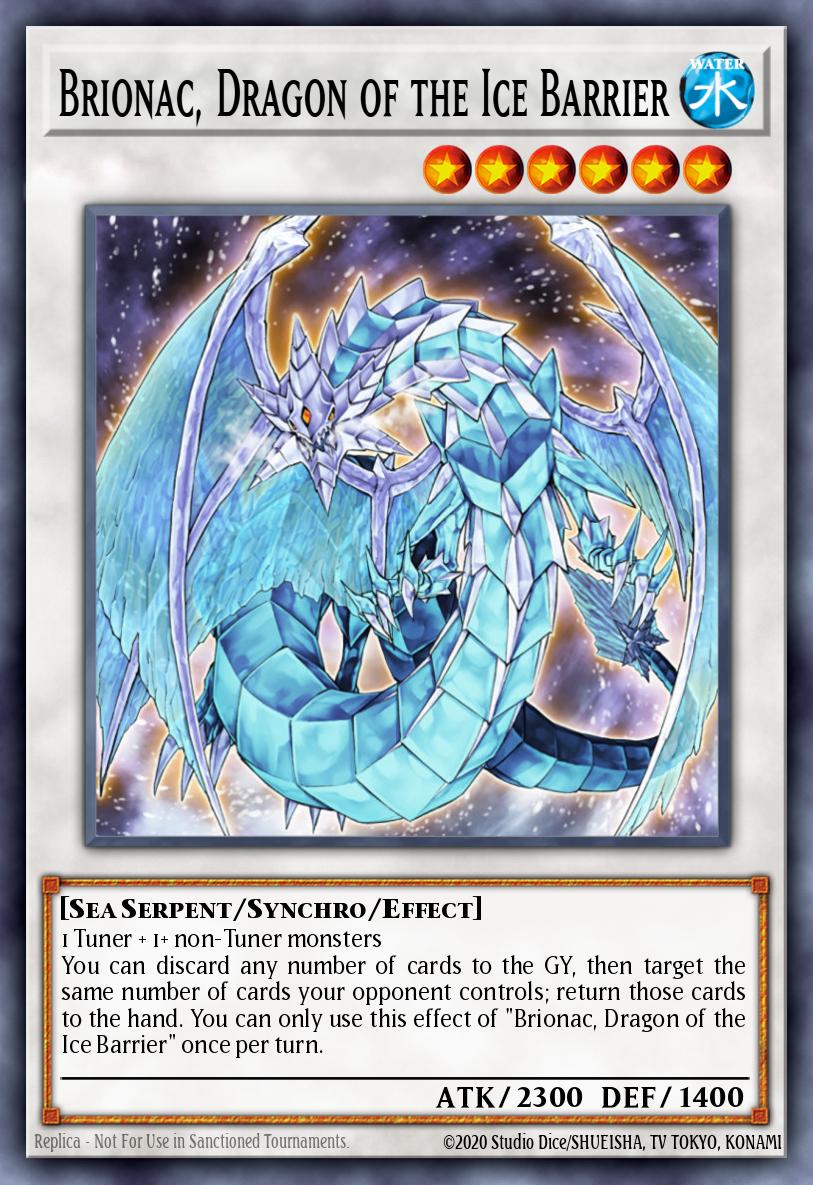 Brionac, Dragon of the Ice Barrier
WATER
水
[Sea Serpent/Synchro/Effect]
1 Tuner + 1+ non-Tuner monsters
You can discard any number of cards to the GY, then target the
same number of cards your opponent controls; return those cards
to the hand. You can only use this effect of "Brionac, Dragon of the
Ice Barrier" once per turn.
ATK/2300 DEF/1400
Replica - Not For Use in Sanctioned Tournaments.
©2020 Studio Dice/SHUEISHA, TV TOKYO, KONAMI